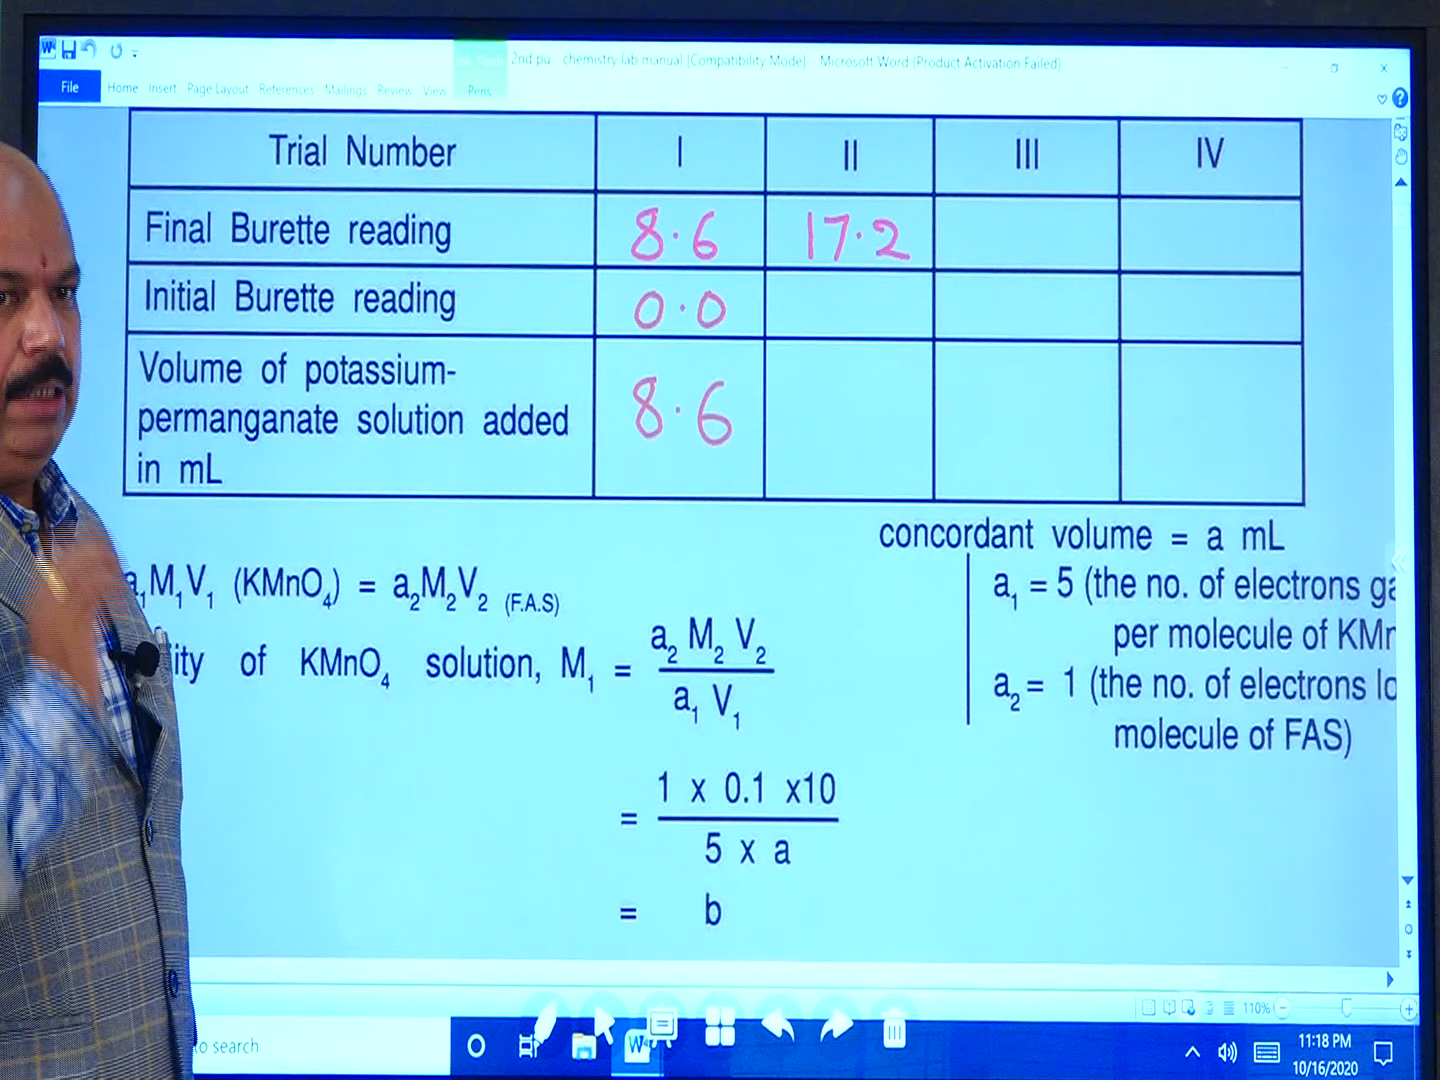 2nd pu - chemistry lab manual [Compatibility Mode] - Microsoft Word (Product Activation Failed)
File Home Insert Page Layout References Mailings Review View Pens
Trial Number I II III IV
Final Burette reading 8.6 17.2
Initial Burette reading 0.0
Volume of potassium- 8.6
permanganate solution added
in mL
concordant volume = a mL
a₁M₁V₁ (KMnO₄) = a₂M₂V₂ (F.A.S)
a₁ = 5 (the no. of electrons ga
per molecule of KMn
ity of KMnO₄ solution, M₁ = a₂ M₂ V₂ / a₁ V₁
a₂ = 1 (the no. of electrons lo
molecule of FAS)
= 1 x 0.1 x10 / 5 x a
= b
110%
to search
11:18 PM
10/16/2020